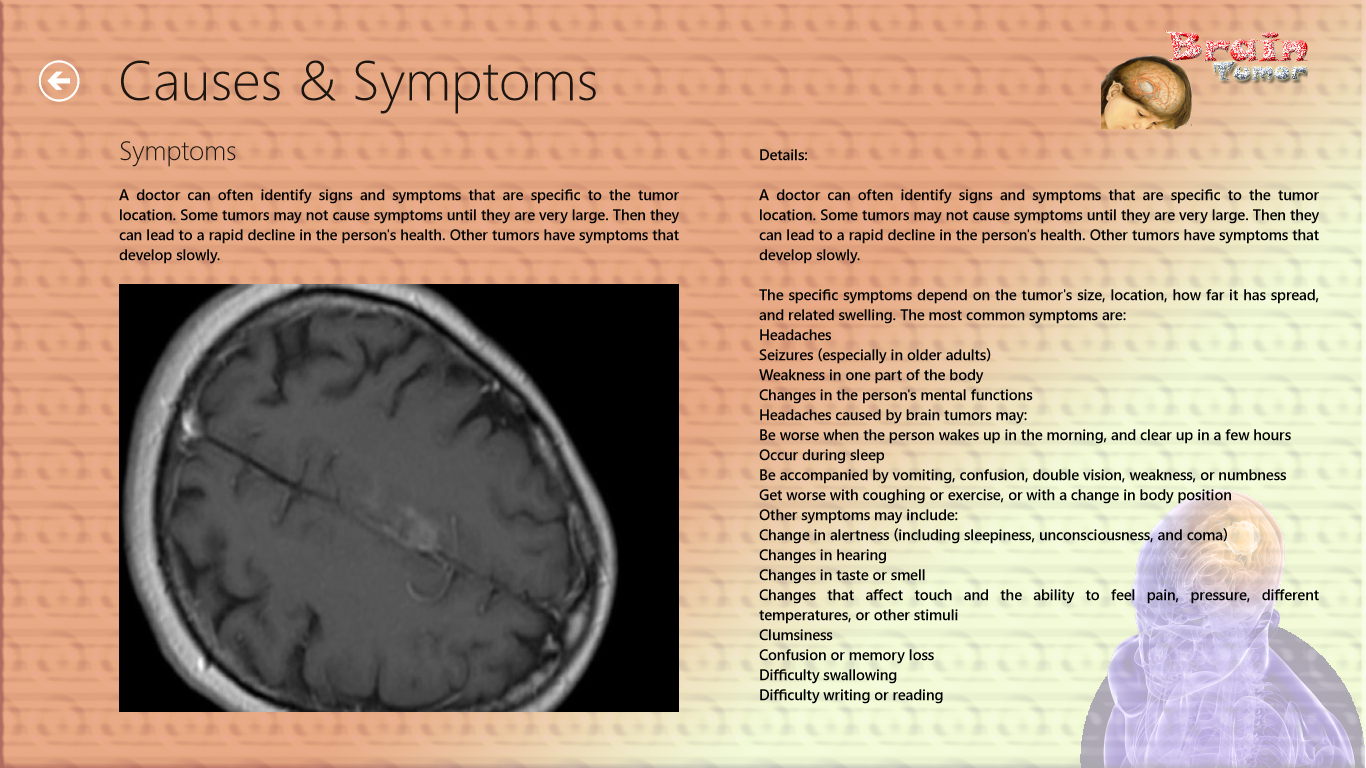 Brain
Tumor
Causes & Symptoms
Symptoms
A doctor can often identify signs and symptoms that are specific to the tumor
location. Some tumors may not cause symptoms until they are very large. Then they
can lead to a rapid decline in the person's health. Other tumors have symptoms that
develop slowly.
Details:
A doctor can often identify signs and symptoms that are specific to the tumor
location. Some tumors may not cause symptoms until they are very large. Then they
can lead to a rapid decline in the person's health. Other tumors have symptoms that
develop slowly.
The specific symptoms depend on the tumor's size, location, how far it has spread,
and related swelling. The most common symptoms are:
Headaches
Seizures (especially in older adults)
Weakness in one part of the body
Changes in the person's mental functions
Headaches caused by brain tumors may:
Be worse when the person wakes up in the morning, and clear up in a few hours
Occur during sleep
Be accompanied by vomiting, confusion, double vision, weakness, or numbness
Get worse with coughing or exercise, or with a change in body position
Other symptoms may include:
Change in alertness (including sleepiness, unconsciousness, and coma)
Changes in hearing
Changes in taste or smell
Changes that affect touch and the ability to feel pain, pressure, different
temperatures, or other stimuli
Clumsiness
Confusion or memory loss
Difficulty swallowing
Difficulty writing or reading